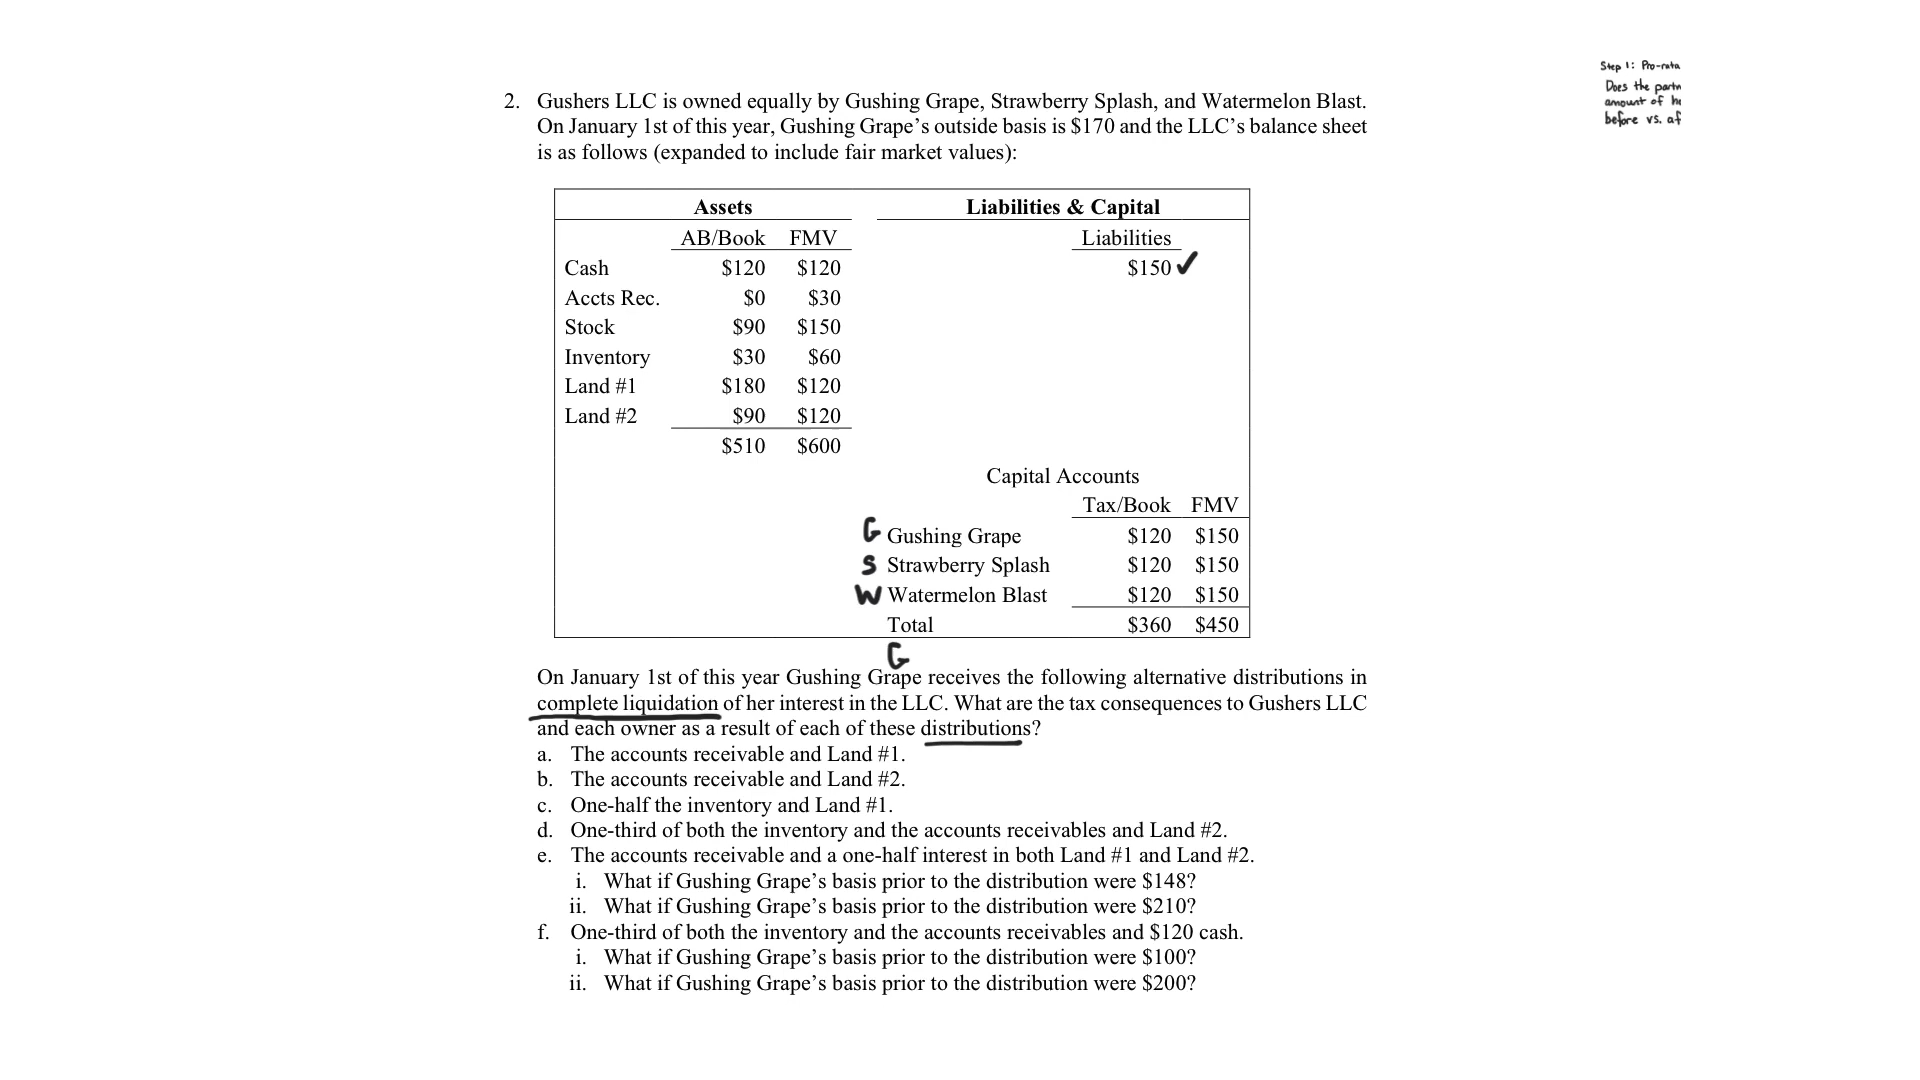 Step 1: Pro-rata
Does the
amount of
before vs.
2. Gushers LLC is owned equally by Gushing Grape, Strawberry Splash, and Watermelon Blast.
On January 1st of this year, Gushing Grape’s outside basis is $170 and the LLC’s balance sheet
is as follows (expanded to include fair market values):
Assets Liabilities & Capital
AB/Book FMV Liabilities
Cash $120 $120 $150 ✓
Accts Rec. $0 $30
Stock $90 $150
Inventory $30 $60
Land #1 $180 $120
Land #2 $90 $120
$510 $600
Capital Accounts
Tax/Book FMV
G Gushing Grape $120 $150
S Strawberry Splash $120 $150
W Watermelon Blast $120 $150
Total $360 $450
G
On January 1st of this year Gushing Grape receives the following alternative distributions in
complete liquidation of her interest in the LLC. What are the tax consequences to Gushers LLC
and each owner as a result of each of these distributions?
a. The accounts receivable and Land #1.
b. The accounts receivable and Land #2.
c. One-half the inventory and Land #1.
d. One-third of both the inventory and the accounts receivables and Land #2.
e. The accounts receivable and a one-half interest in both Land #1 and Land #2.
i. What if Gushing Grape’s basis prior to the distribution were $148?
ii. What if Gushing Grape’s basis prior to the distribution were $210?
f. One-third of both the inventory and the accounts receivables and $120 cash.
i. What if Gushing Grape’s basis prior to the distribution were $100?
ii. What if Gushing Grape’s basis prior to the distribution were $200?